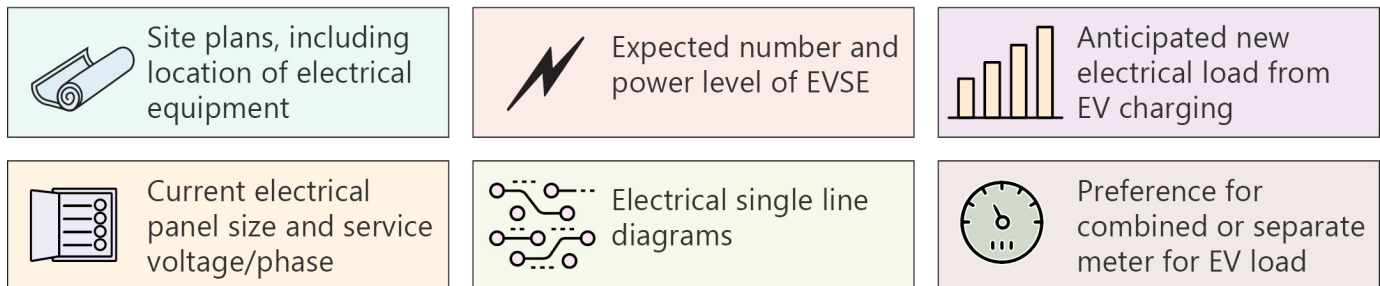 Site plans, including
location of electrical
equipment
Expected number and
power level of EVSE
Anticipated new
electrical load from
EV charging
Current electrical
panel size and service
voltage/phase
Electrical single line
diagrams
Preference for
combined or separate
meter for EV load